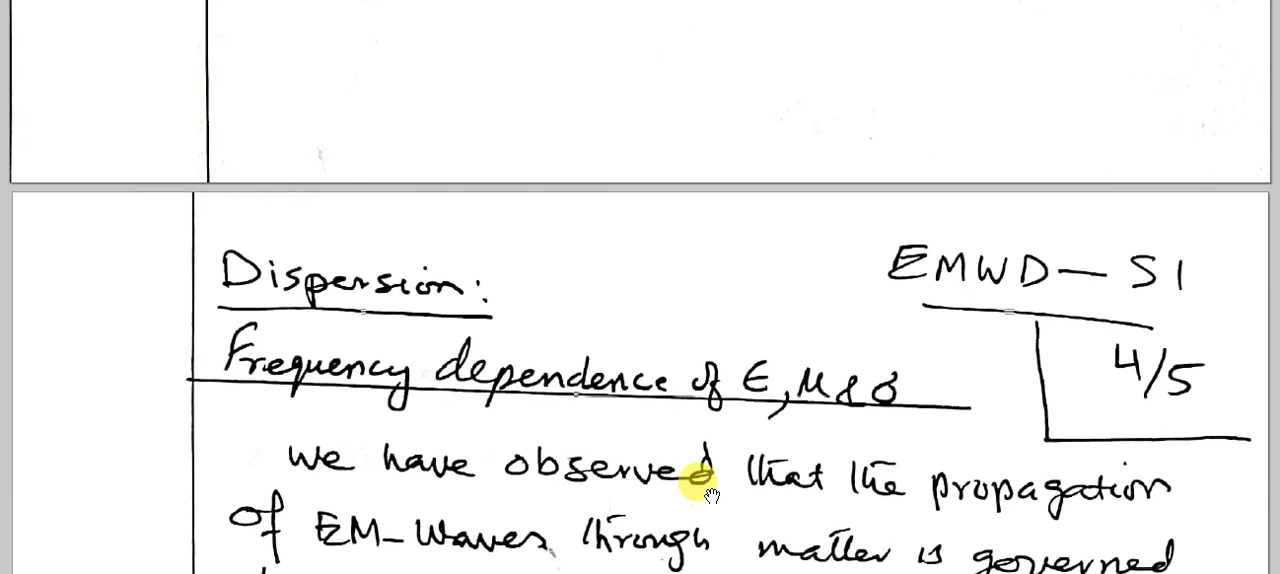 EMWD - S1
Dispersion:
4/5
Frequency dependence of ϵ, μ & σ
we have observed that the propagation
of EM-Waves through matter is governed